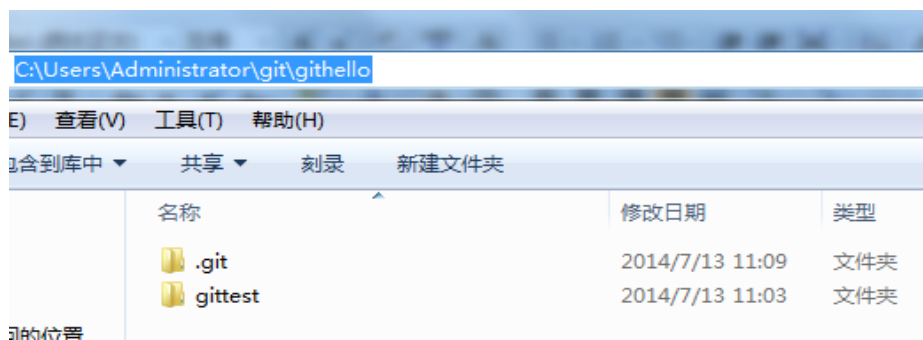 C:\Users\Administrator\git\githello
E) 查看(V) 工具(T) 帮助(H)
含到库中 共享 刻录 新建文件夹
名称 修改日期 类型
.git 2014/7/13 11:09 文件夹
gittest 2014/7/13 11:03 文件夹
的位置